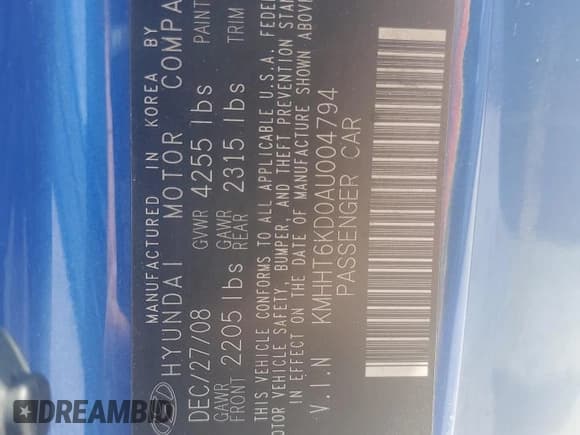 MANUFACTURED IN KOREA BY
HYUNDAI MOTOR COMPA
DEC/27/08 GVWR 4255 lbs PAINT
GAWR FRONT 2205 lbs GAWR REAR 2315 lbs TRIM
THIS VEHICLE CONFORMS TO ALL APPLICABLE U.S.A. FEDE
OTOR VEHICLE SAFETY, BUMPER, AND THEFT PREVENTION STAN
IN EFFECT ON THE DATE OF MANUFACTURE SHOWN ABOVE
V.I.N KMHHT6KD0AU004794
PASSENGER CAR
DREAMBID